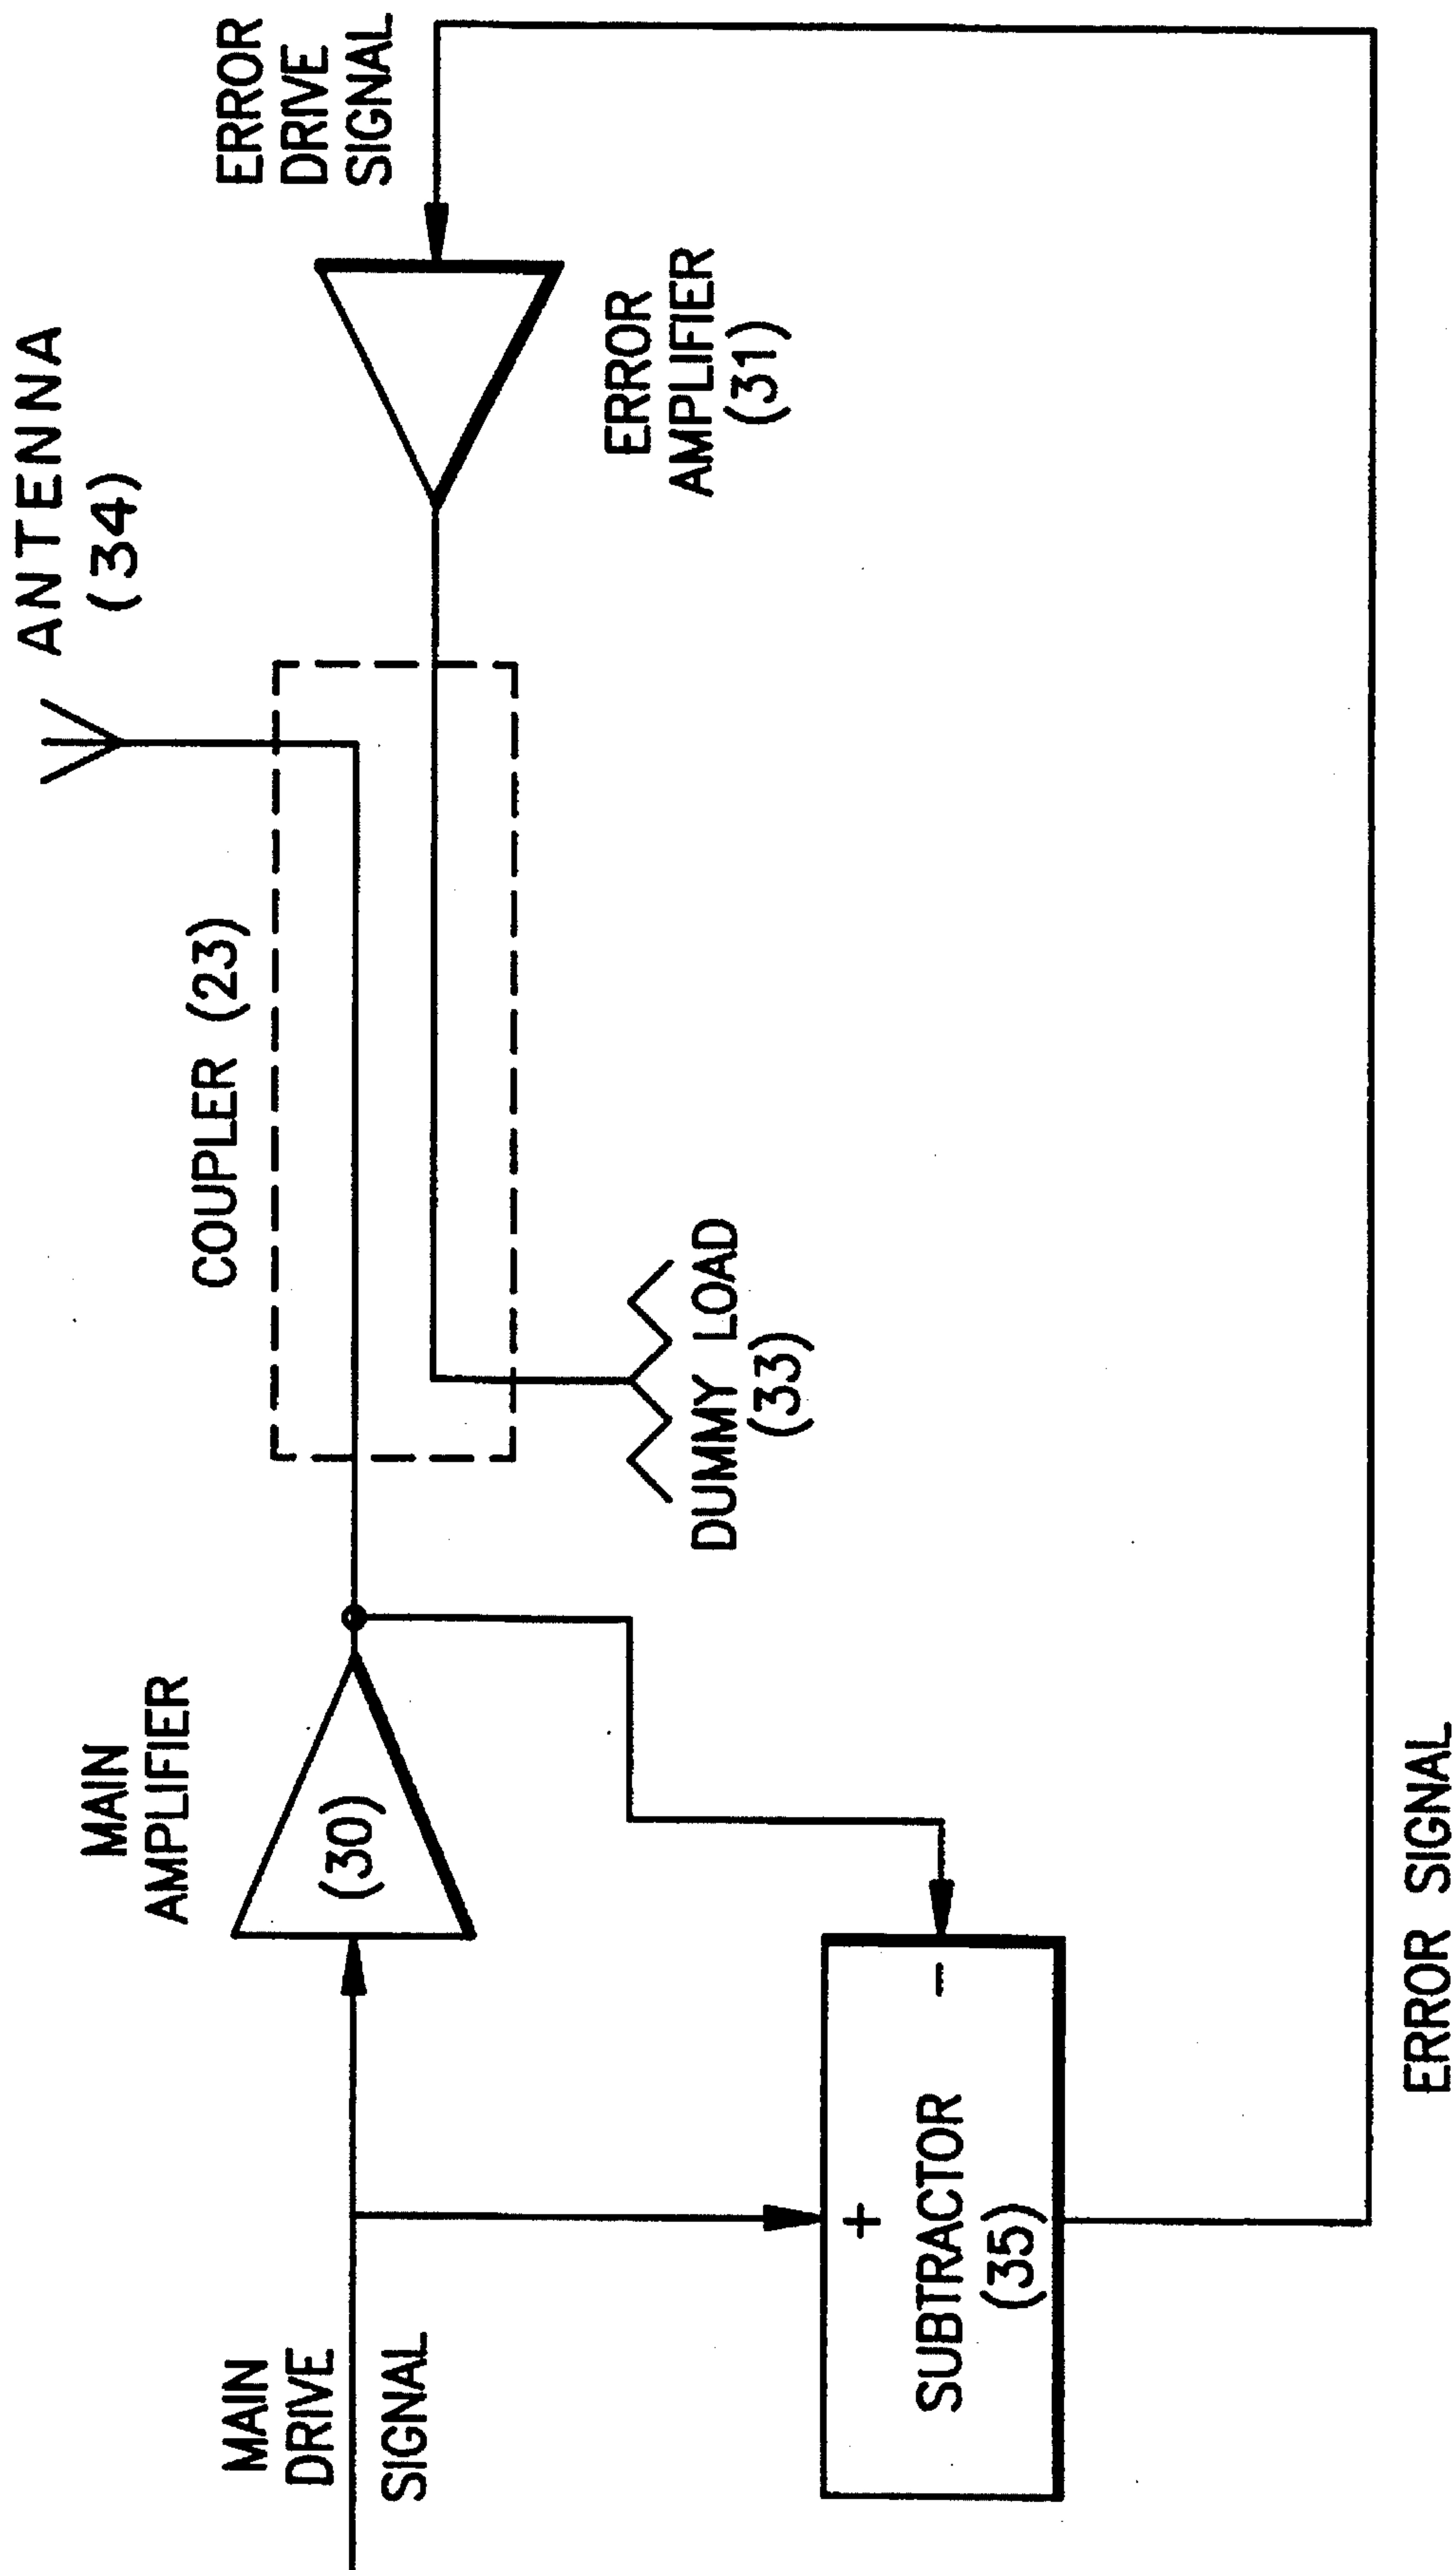 ANTENNA
(34)
MAIN
AMPLIFIER
(30)
COUPLER (23)
ERROR
DRIVE
SIGNAL
MAIN
DRIVE
SIGNAL
ERROR
AMPLIFIER
(31)
DUMMY LOAD
(33)
+
-
SUBTRACTOR
(35)
ERROR SIGNAL